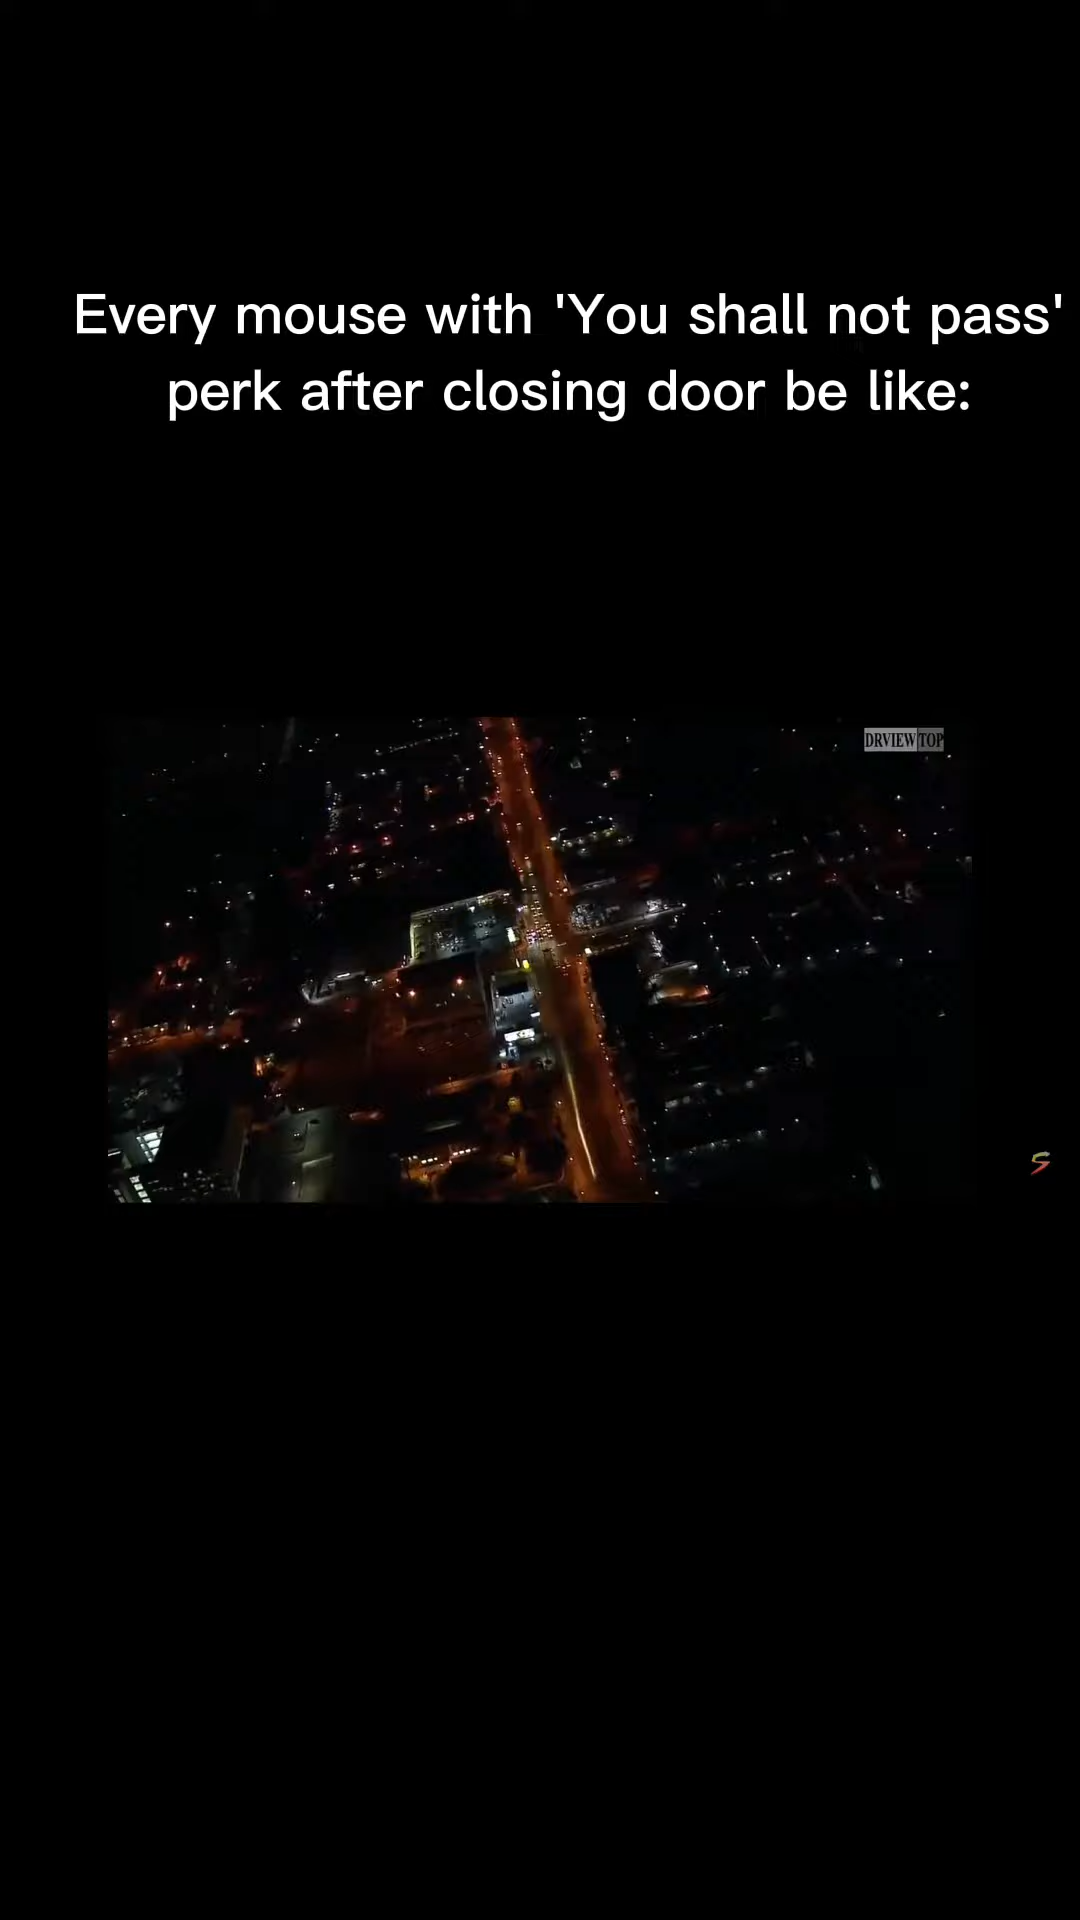 Every mouse with 'You shall not pass'
perk after closing door be like:
DRVIEW TOP